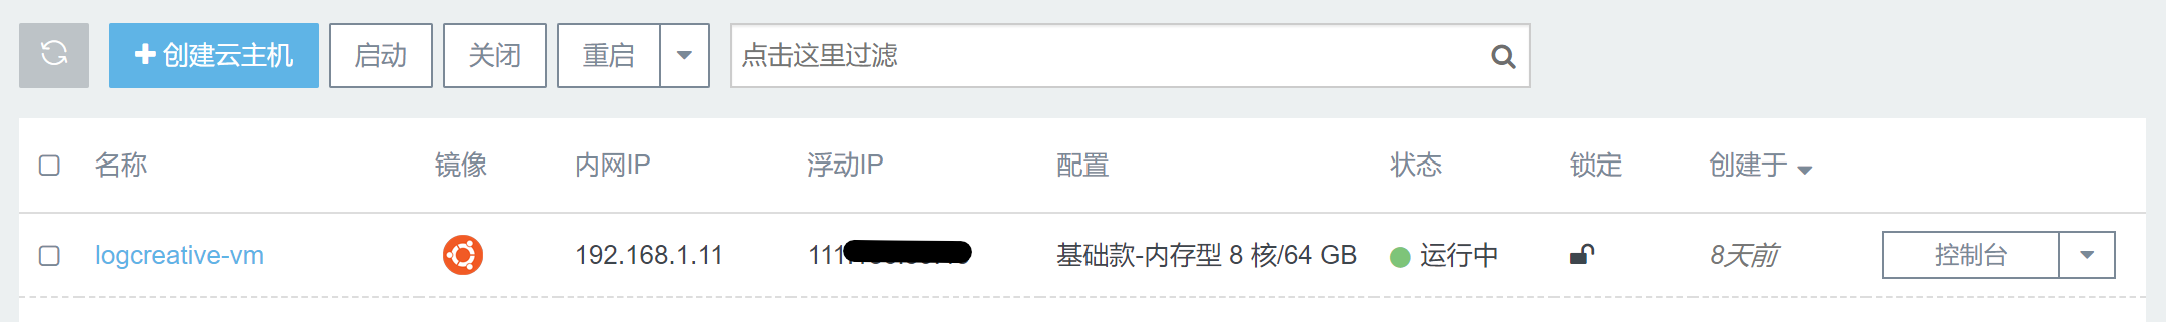 创建云主机 启动 关闭 重启 点击这里过滤
名称 镜像 内网IP 浮动IP 配置 状态 锁定 创建于
logcreative-vm 192.168.1.11 111. 基础款-内存型 8 核/64 GB 运行中 8天前 控制台